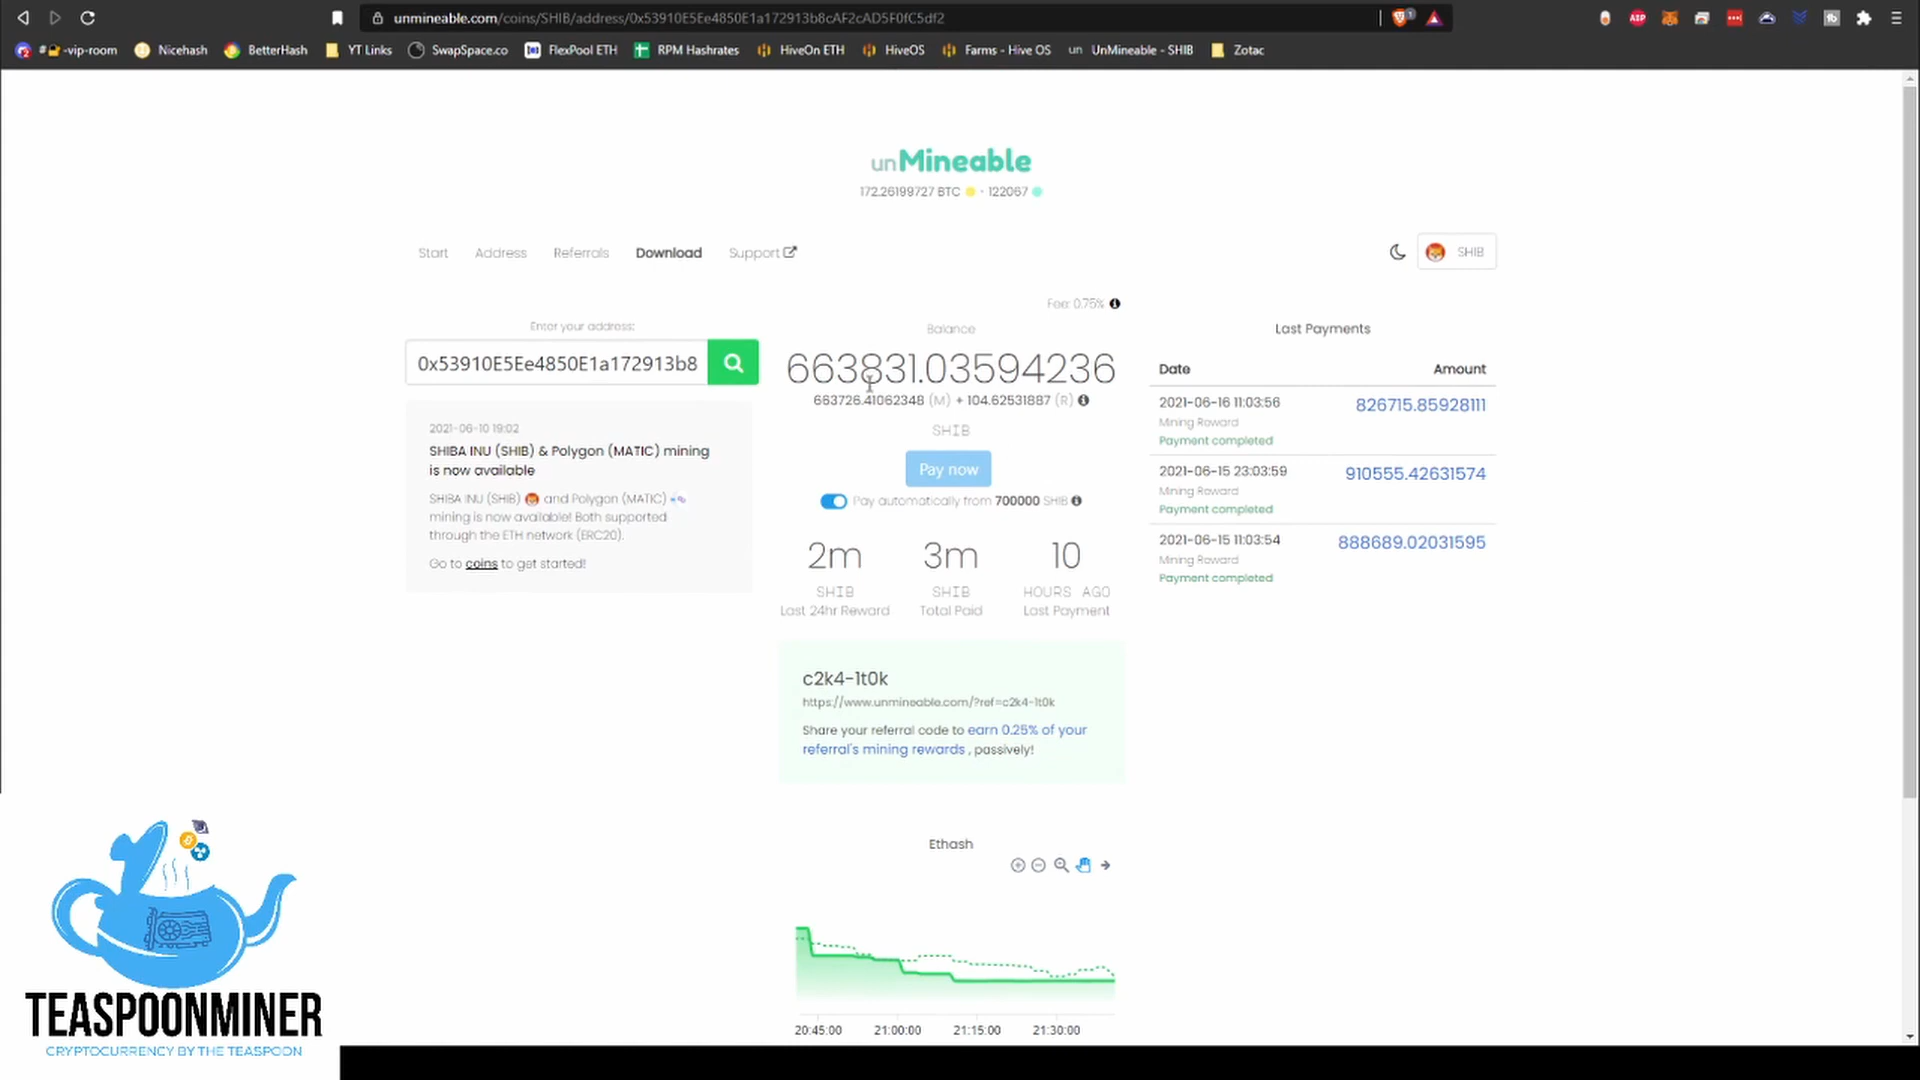 unmineable.com/coins/SHIB/address/0x53910E5Ee4850E1a172913b8cAF2cAD5F0fC5df2
ABP
#🔒-vip-room Nicehash BetterHash YT Links SwapSpace.co FlexPool ETH RPM Hashrates HiveOn ETH HiveOS Farms - Hive OS un UnMineable - SHIB Zotac
unMineable
172.26199727 BTC - 122067
Start Address Referrals Download Support SHIB
Fee: 0.75%
Enter your address:
0x53910E5Ee4850E1a172913b8
2021-06-10 19:02
SHIBA INU (SHIB) & Polygon (MATIC) mining
is now available
SHIBA INU (SHIB) and Polygon (MATIC)
mining is now available! Both supported
through the ETH network (ERC20).
Go to coins to get started!
Balance
663831.03594236
663726.41062348 (M) + 104.62531887 (R)
SHIB
Pay now
Pay automatically from 700000 SHIB
2m 3m 10
SHIB SHIB HOURS AGO
Last 24hr Reward Total Paid Last Payment
c2k4-1t0k
https://www.unmineable.com/?ref=c2k4-1t0k
Share your referral code to earn 0.25% of your
referral's mining rewards , passively!
Last Payments
Date Amount
2021-06-16 11:03:56 826715.85928111
Mining Reward
Payment completed
2021-06-15 23:03:59 910555.42631574
Mining Reward
Payment completed
2021-06-15 11:03:54 888689.02031595
Mining Reward
Payment completed
Ethash
20:45:00 21:00:00 21:15:00 21:30:00
TEASPOONMINER
CRYPTOCURRENCY BY THE TEASPOON